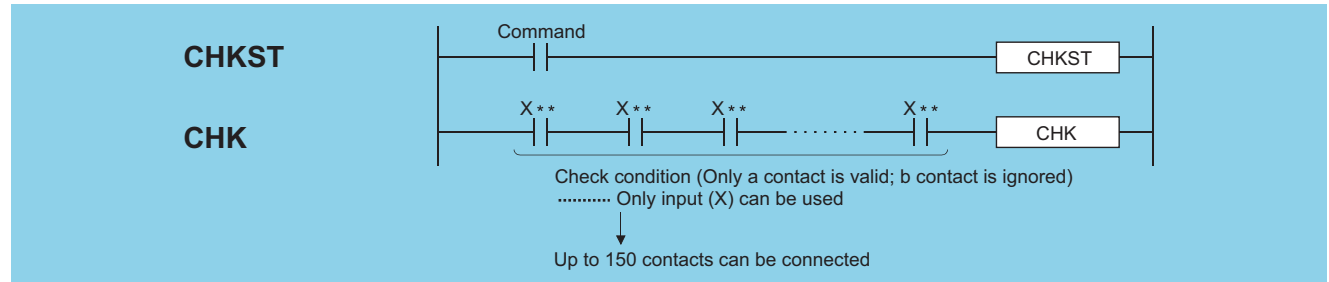 Command
CHKST
CHKST
X** X** X** X**
CHK
CHK
Check condition (Only a contact is valid; b contact is ignored)
Only input (X) can be used
Up to 150 contacts can be connected